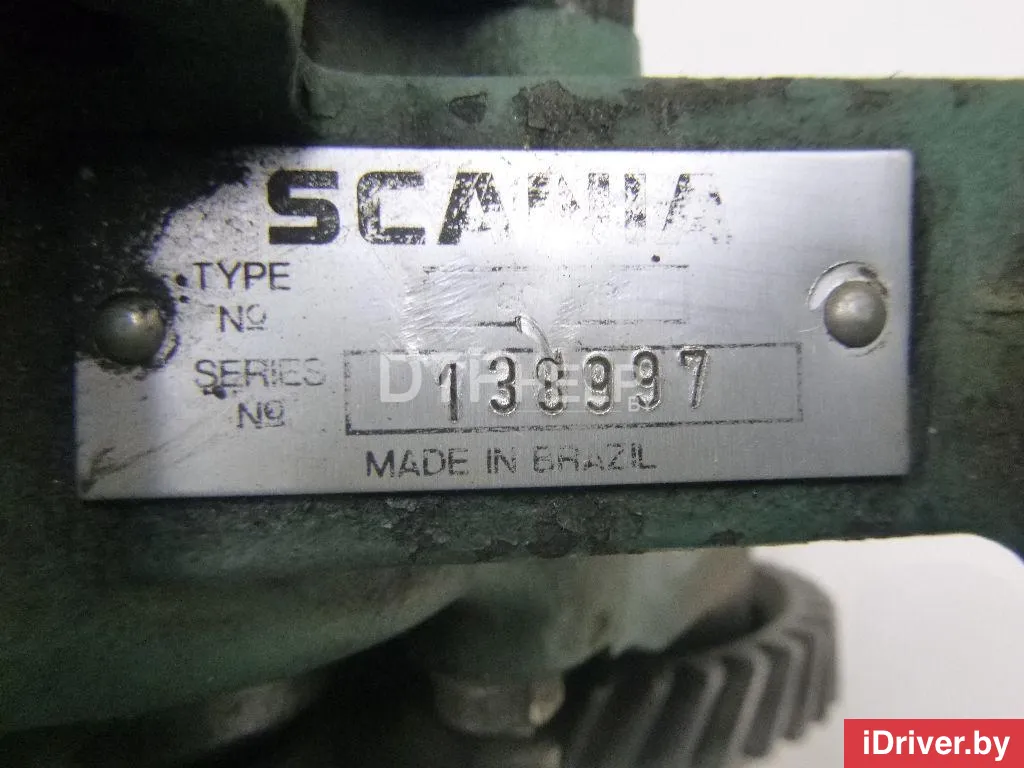 SCANIA
TYPE
Nº
SERIES
Nº
138997
MADE IN BRAZIL
iDriver.by